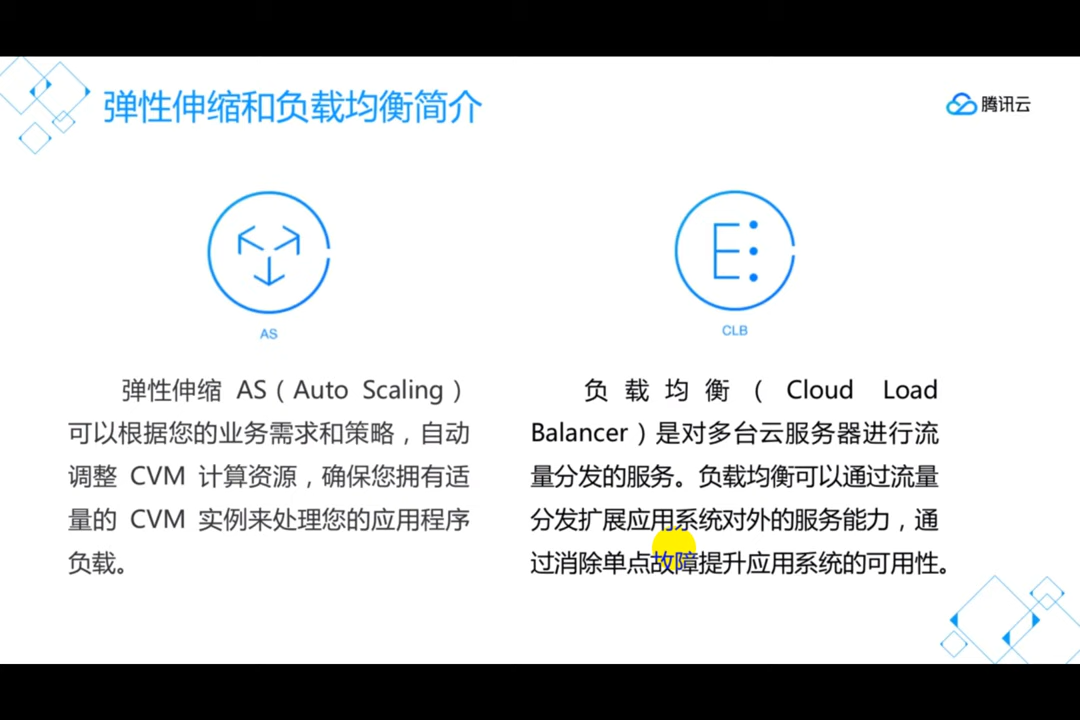 弹性伸缩和负载均衡简介
腾讯云
AS
弹性伸缩 AS（Auto Scaling）
可以根据您的业务需求和策略，自动
调整 CVM 计算资源，确保您拥有适
量的 CVM 实例来处理您的应用程序
负载。
CLB
负载均衡（Cloud Load
Balancer）是对多台云服务器进行流
量分发的服务。负载均衡可以通过流量
分发扩展应用系统对外的服务能力，通
过消除单点故障提升应用系统的可用性。